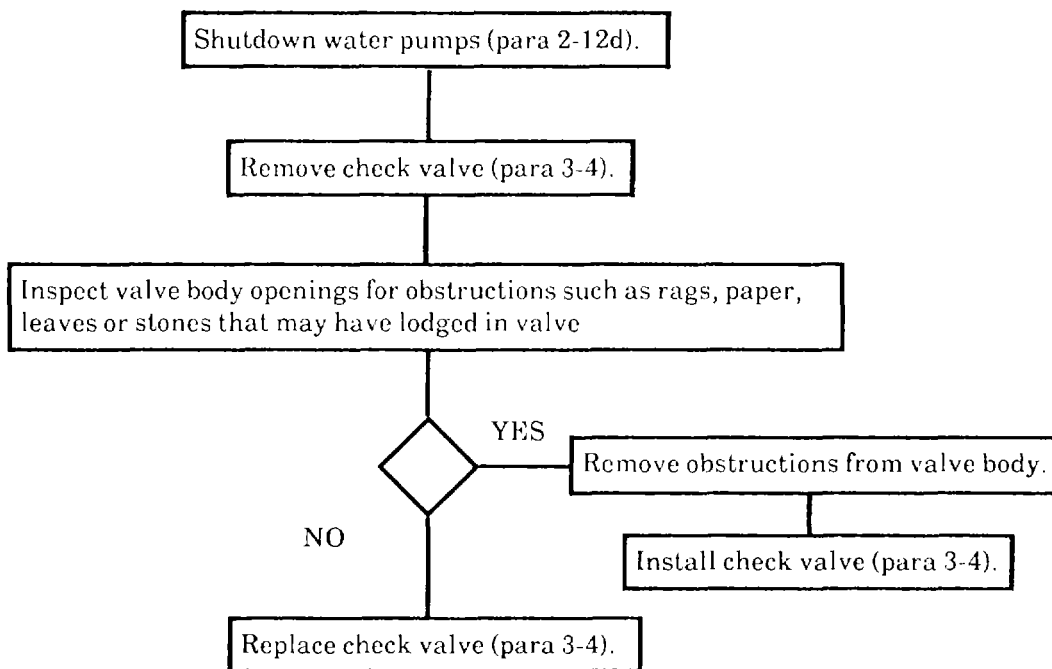 Shutdown water pumps (para 2-12d).
Remove check valve (para 3-4).
Inspect valve body openings for obstructions such as rags, paper,
leaves or stones that may have lodged in valve
YES
Remove obstructions from valve body.
NO
Install check valve (para 3-4).
Replace check valve (para 3-4).